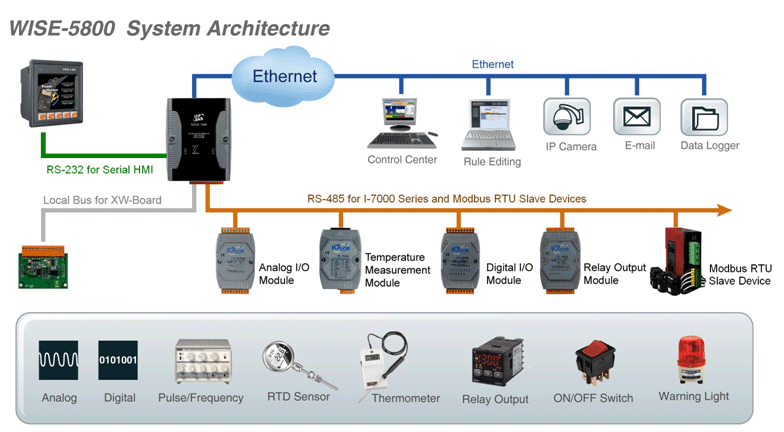 WISE-5800 System Architecture
Ethernet
Ethernet
Control Center
Rule Editing
IP Camera
E-mail
Data Logger
RS-232 for Serial HMI
Local Bus for XW-Board
RS-485 for I-7000 Series and Modbus RTU Slave Devices
Analog I/O
Module
Temperature
Measurement
Module
Digital I/O
Module
Relay Output
Module
Modbus RTU
Slave Device
0101001
Analog
Digital
Pulse/Frequency
RTD Sensor
Thermometer
Relay Output
ON/OFF Switch
Warning Light